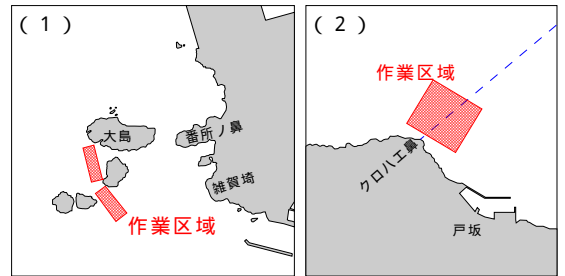 (1)
大島
番所ノ鼻
雑賀埼
作業区域
(2)
作業区域
クロハエ鼻
戸坂